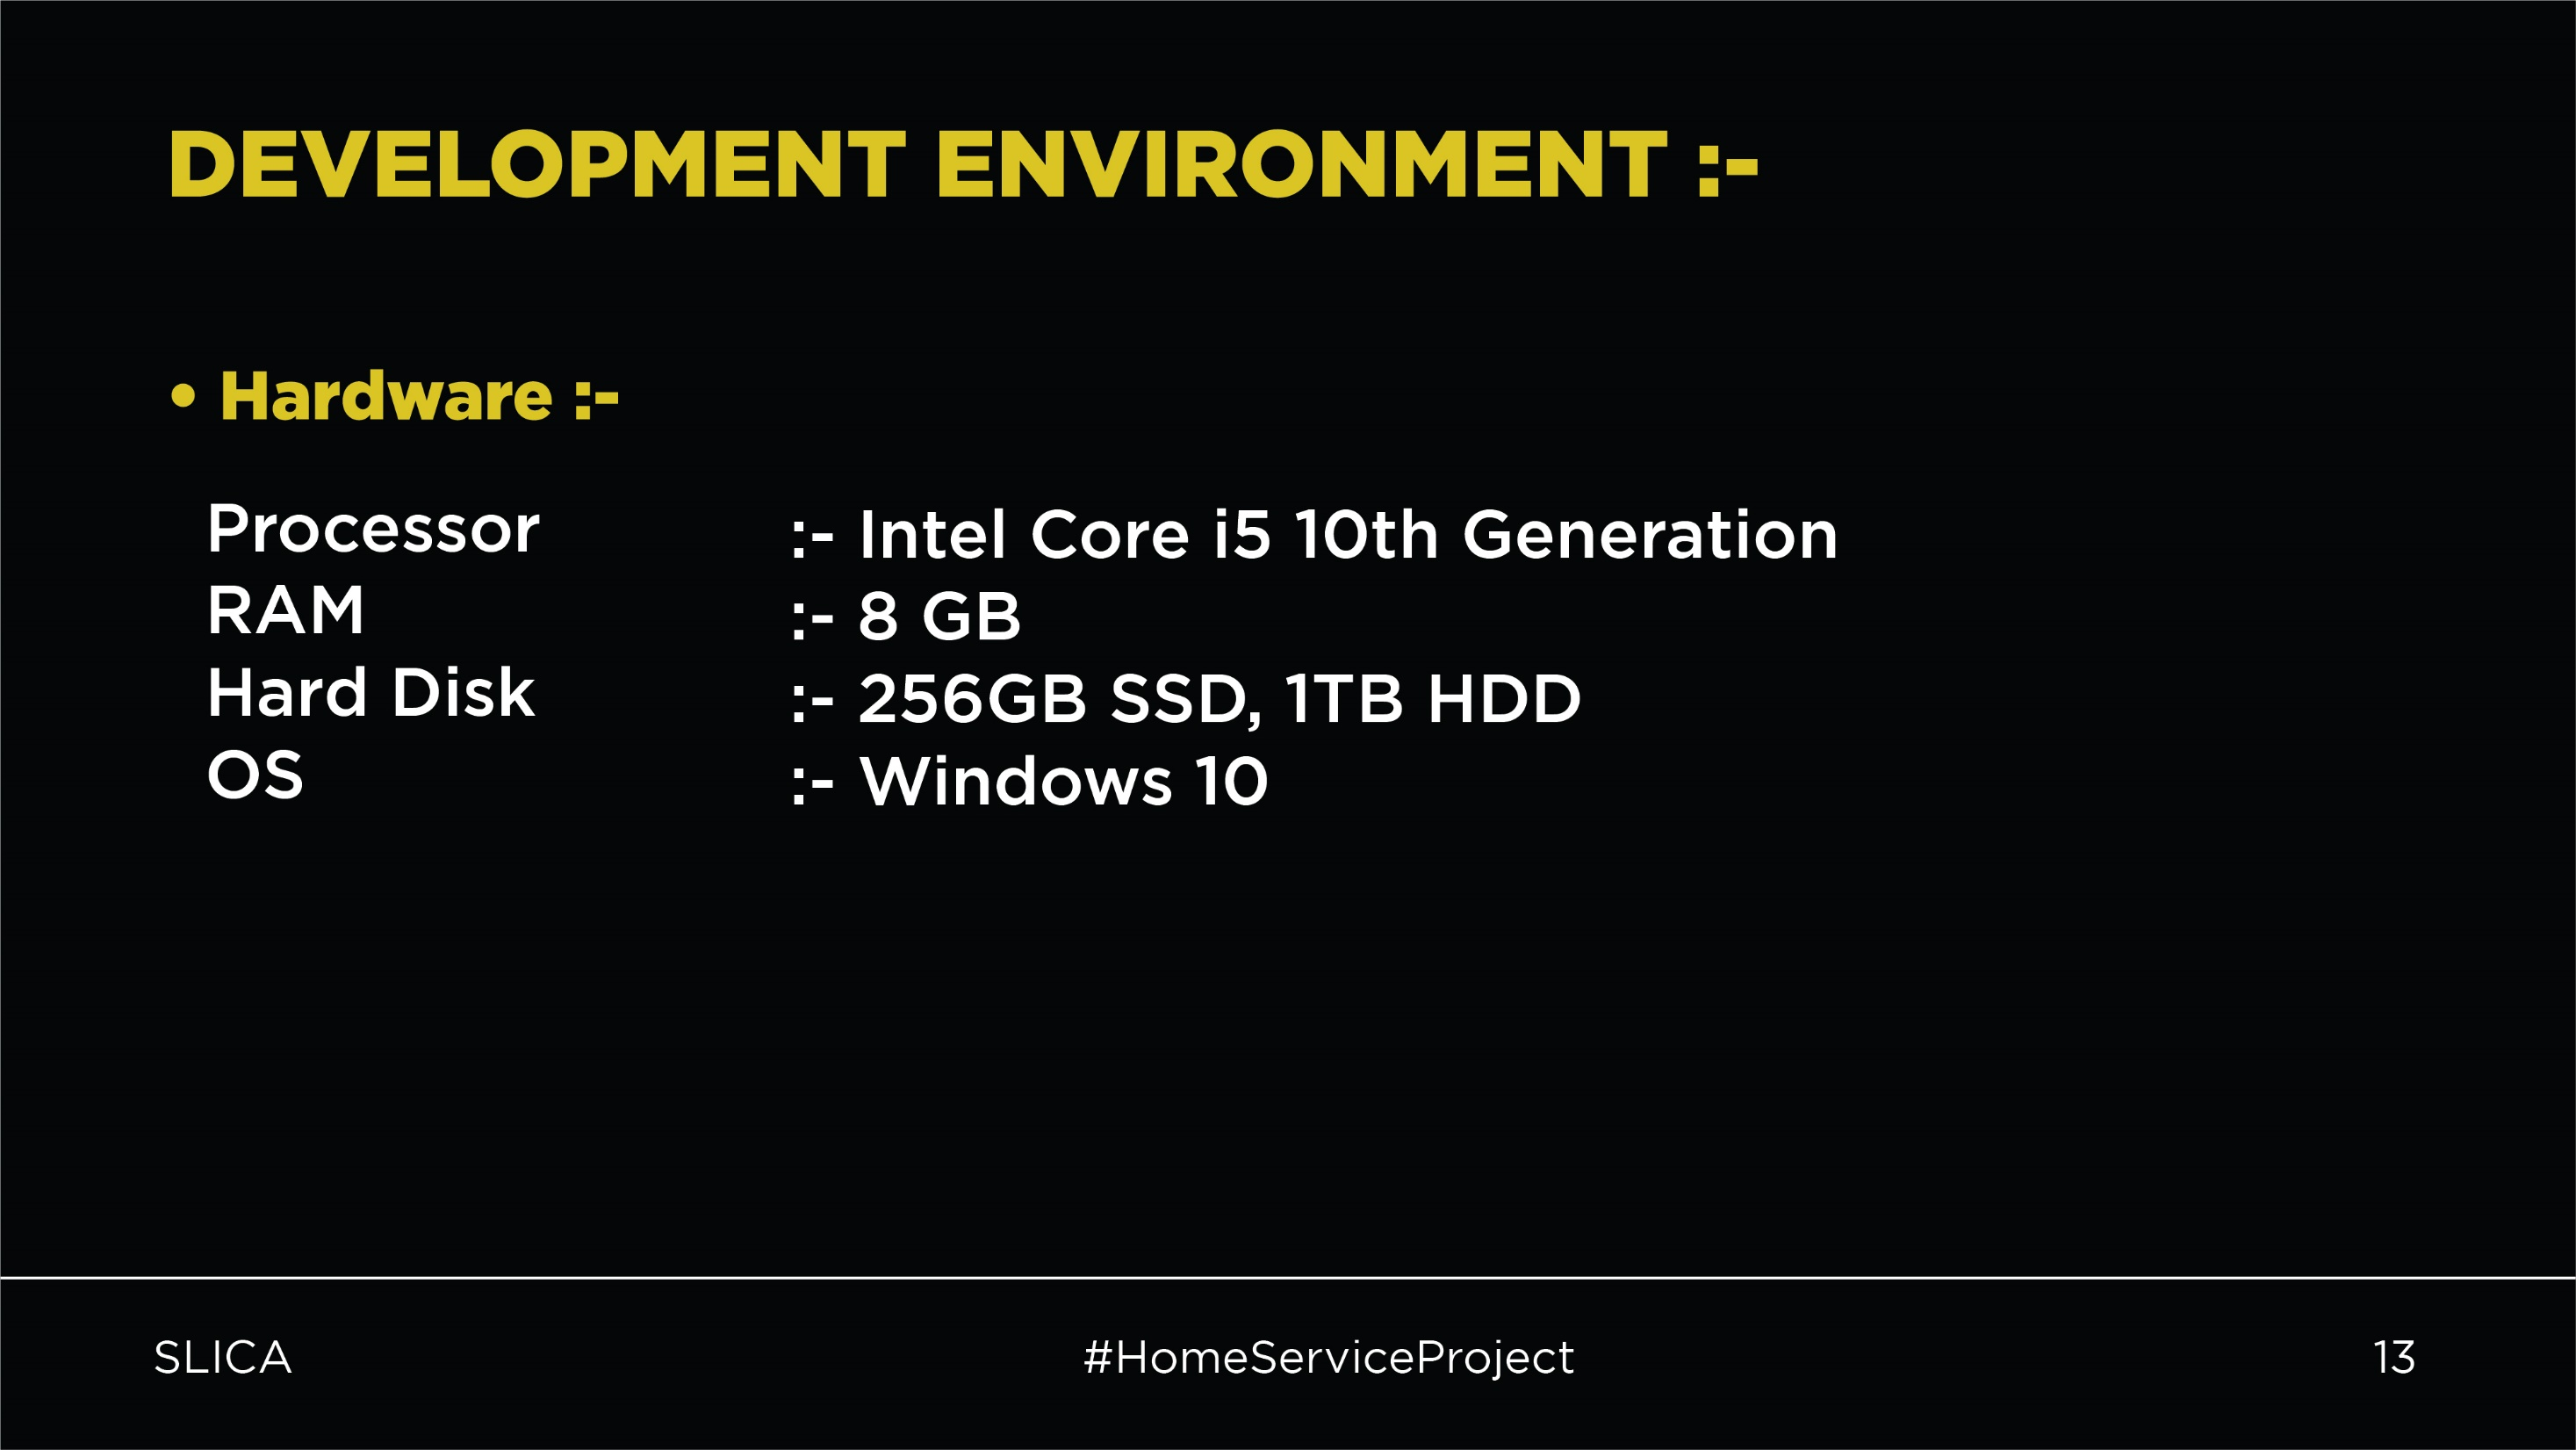 DEVELOPMENT ENVIRONMENT :-
• Hardware :-
Processor :- Intel Core i5 10th Generation
RAM :- 8 GB
Hard Disk :- 256GB SSD, 1TB HDD
OS :- Windows 10
SLICA #HomeServiceProject 13